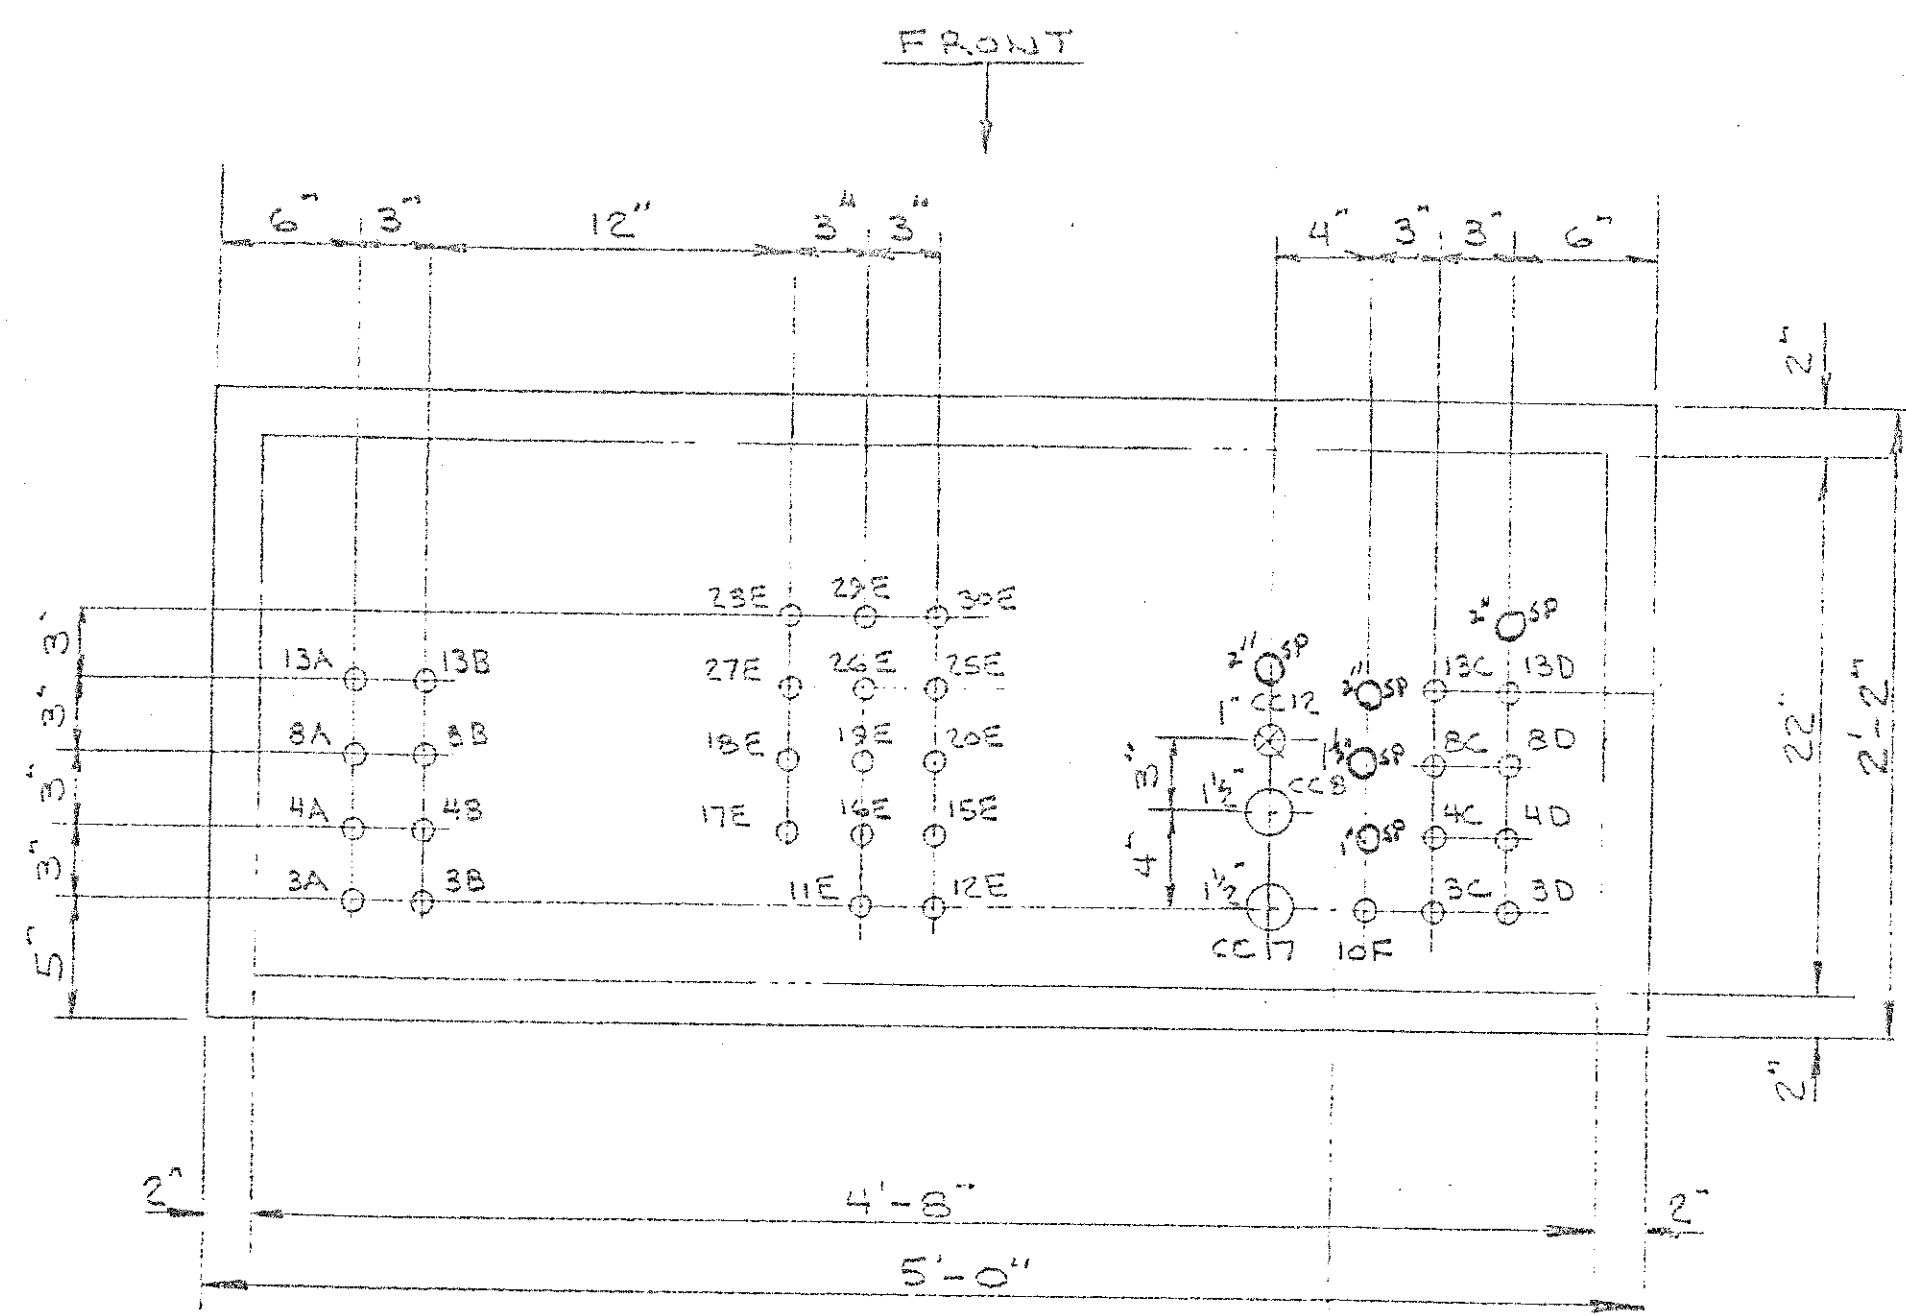 FRONT
6" 3" 12" 3" 3" 4" 3" 3" 6"
2"
23E 29E 30E
2" SP
3"
13A 13B 27E 26E 25E 2" SP 2" SP 13C 13D
1" CC12
3"
8A 8B 18E 19E 20E 3" 1½" SP 8C 8D
1½" CC8
22" 2'-2"
3"
4A 4B 17E 16E 15E 4" 1" SP 4C 4D
3"
3A 3B 11E 12E 1½" 3C 3D
5" CC17 10F
2"
2" 4'-8" 2"
5'-0"